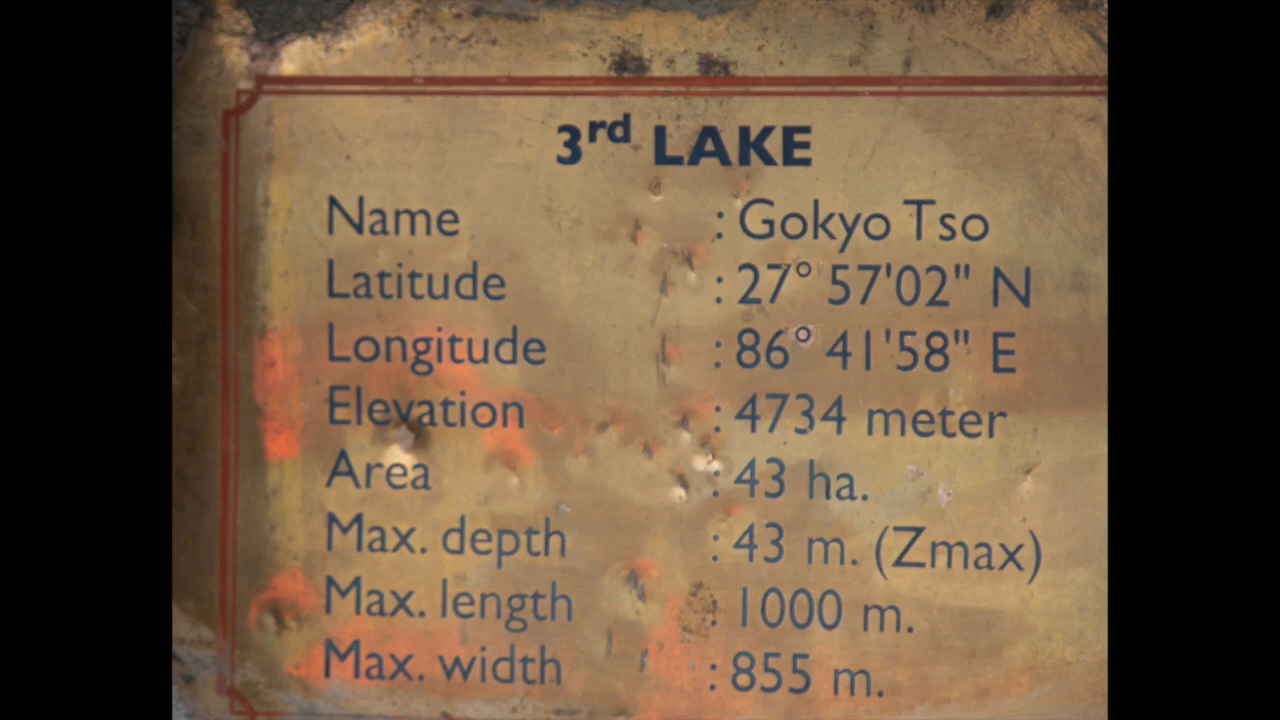 3rd LAKE
Name : Gokyo Tso
Latitude : 27° 57'02" N
Longitude : 86° 41'58" E
Elevation : 4734 meter
Area : 43 ha.
Max. depth : 43 m. (Zmax)
Max. length : 1000 m.
Max. width : 855 m.